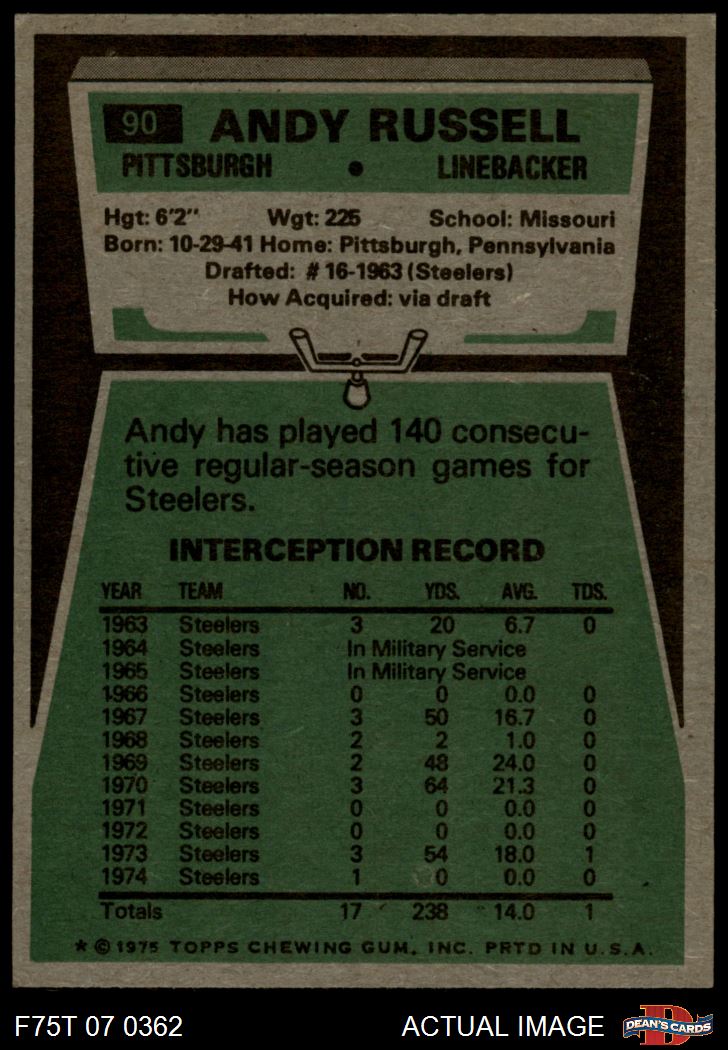 90 ANDY RUSSELL
PITTSBURGH • LINEBACKER
Hgt: 6'2" Wgt: 225 School: Missouri
Born: 10-29-41 Home: Pittsburgh, Pennsylvania
Drafted: #16-1963 (Steelers)
How Acquired: via draft
Andy has played 140 consecu-
tive regular-season games for
Steelers.
INTERCEPTION RECORD
YEAR TEAM NO. YDS. AVG. TDS.
1963 Steelers 3 20 6.7 0
1964 Steelers In Military Service
1965 Steelers In Military Service
1966 Steelers 0 0 0.0 0
1967 Steelers 3 50 16.7 0
1968 Steelers 2 2 1.0 0
1969 Steelers 2 48 24.0 0
1970 Steelers 3 64 21.3 0
1971 Steelers 0 0 0.0 0
1972 Steelers 0 0 0.0 0
1973 Steelers 3 54 18.0 1
1974 Steelers 1 0 0.0 0
Totals 17 238 14.0 1
* © 1975 TOPPS CHEWING GUM, INC. PRTD IN U.S.A.
F75T 07 0362 ACTUAL IMAGE D DEAN'S CARDS